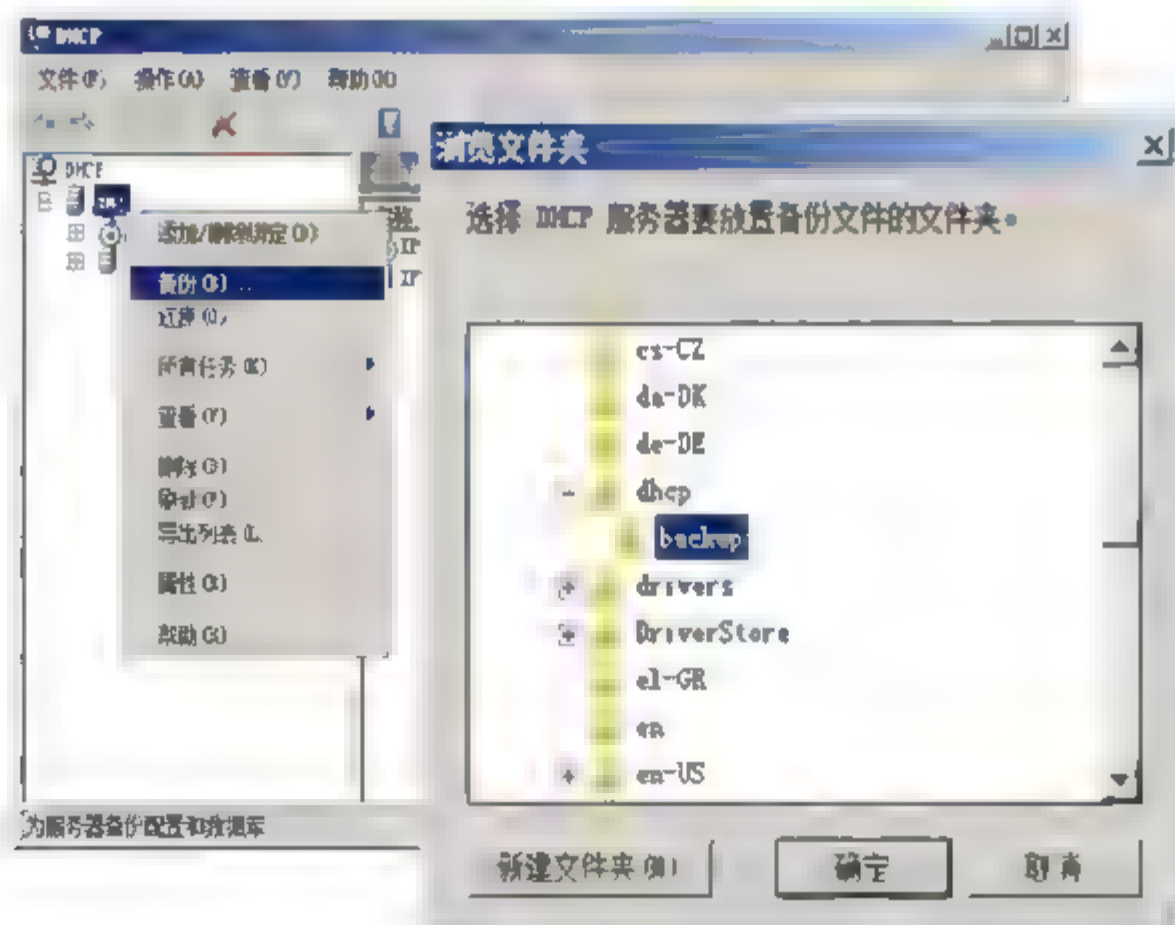 DHCP
文件(F) 操作(A) 查看(V) 帮助(H)
DHCP
添加/删除绑定(D)
备份(B)...
还原
所有任务(K)
查看(V)
删除(D)
刷新(F)
导出列表(L
属性(R)
帮助(H)
为服务器备份配置和数据库
浏览文件夹
选择 DHCP 服务器要放置备份文件的文件夹。
cs-CZ
da-DK
de-DE
dhcp
backup
drivers
DriverStore
el-GR
en
en-US
新建文件夹(M) 确定 取消